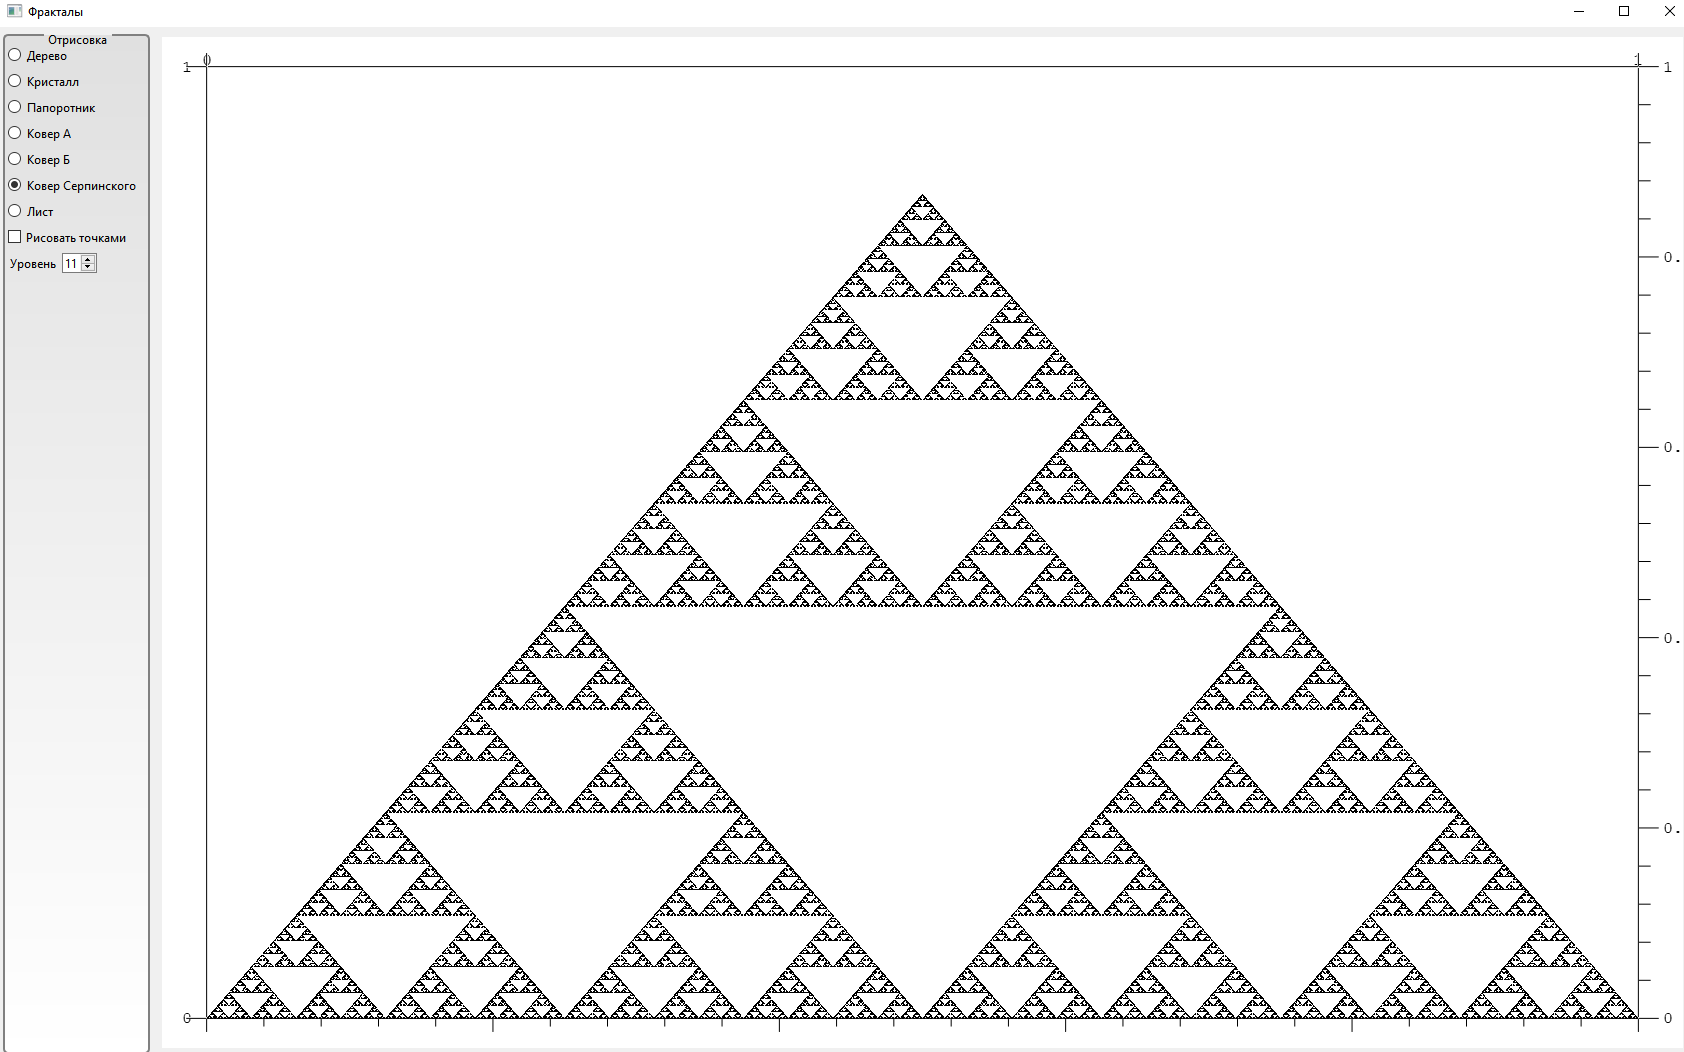 Фракталы
Отрисовка
Дерево
Кристалл
Папоротник
Ковер А
Ковер Б
Ковер Серпинского
Лист
Рисовать точками
Уровень 11
1 0 1 1
0.
0.
0.
0.
0 0